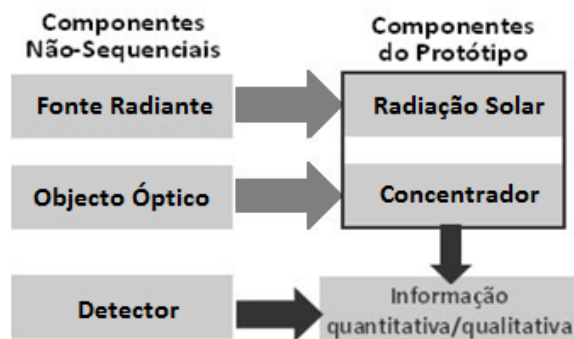 Componentes
Não-Sequenciais
Componentes
do Protótipo
Fonte Radiante
Radiação Solar
Objecto Óptico
Concentrador
Detector
Informação
quantitativa/qualitativa